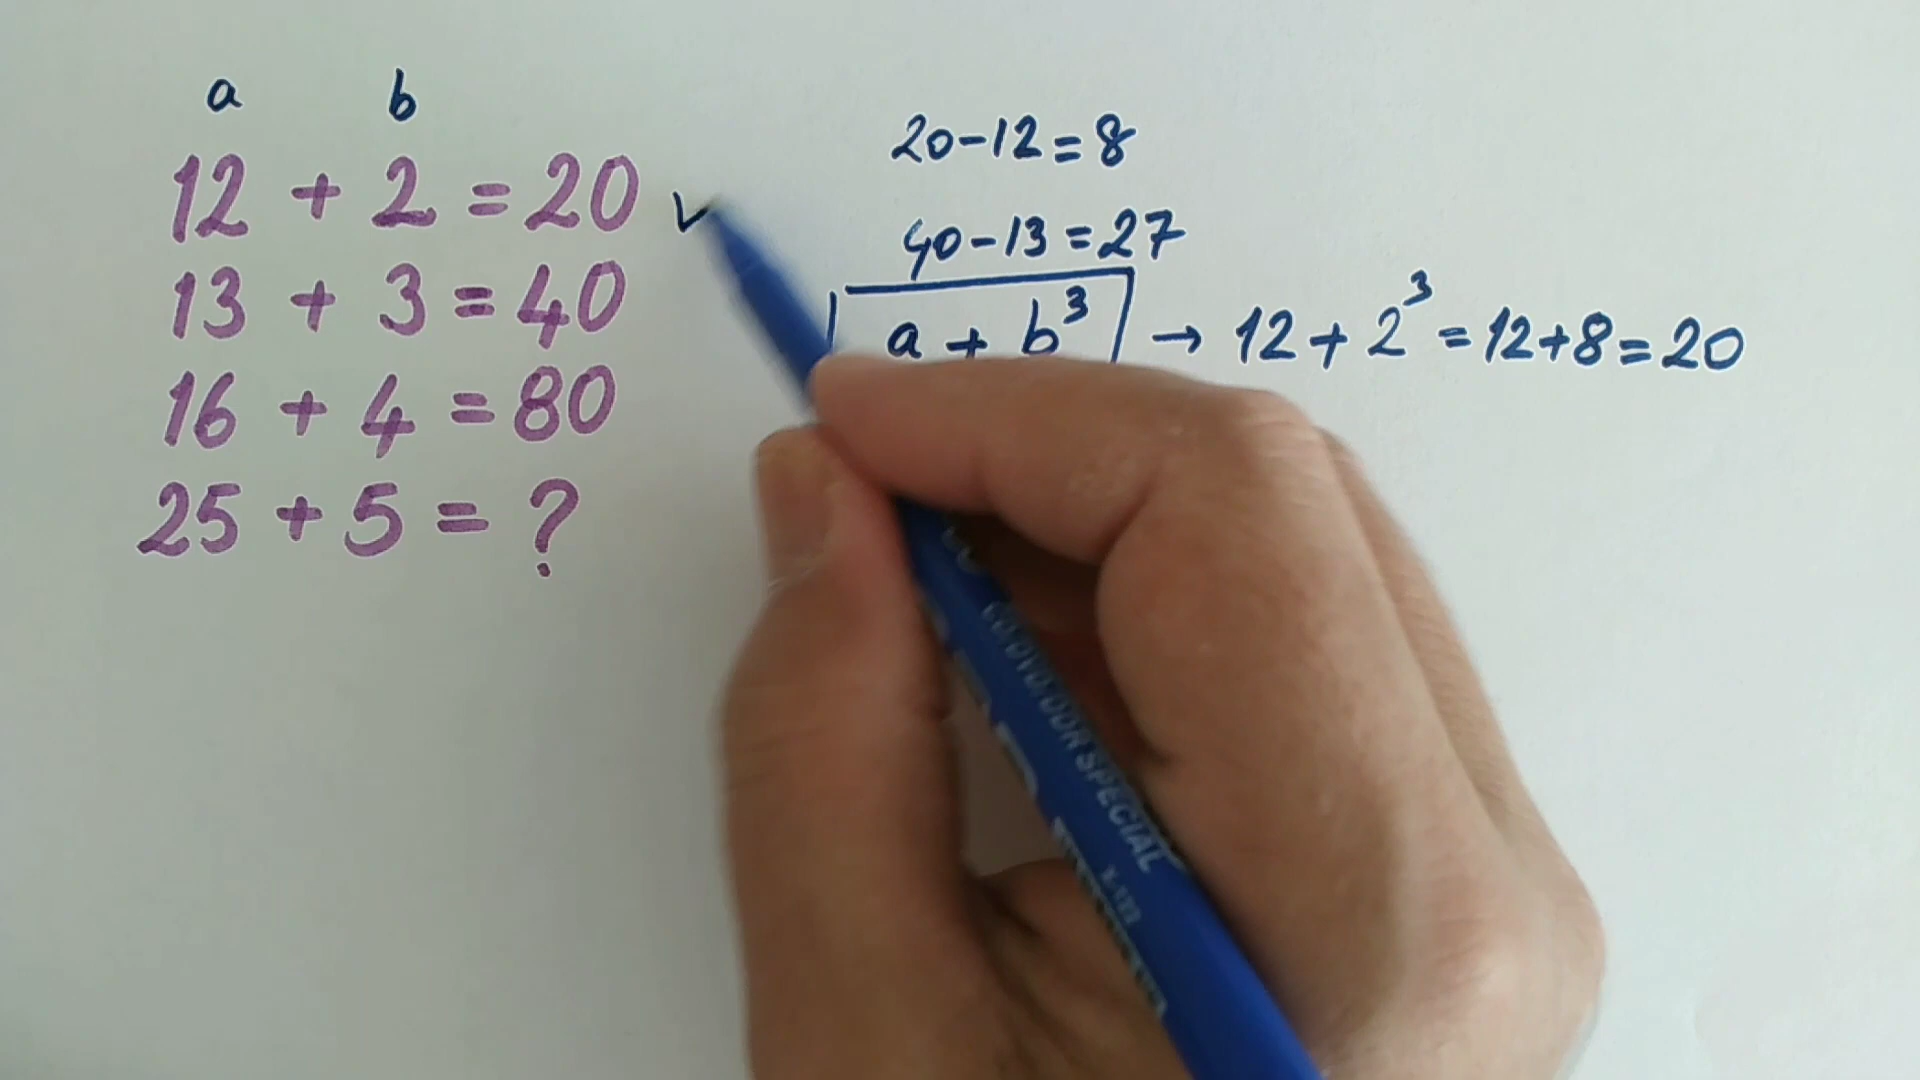 a b
12 + 2 = 20 ✓
13 + 3 = 40
16 + 4 = 80
25 + 5 = ?
20-12=8
40-13=27
a + b³ → 12+2³=12+8=20
SPECIAL